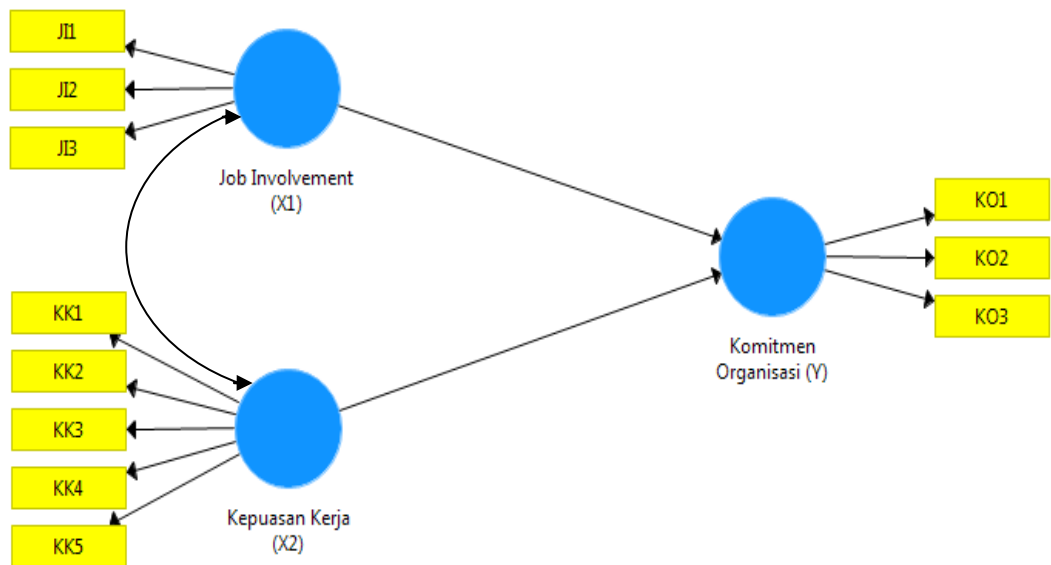 JI1
JI2
JI3
Job Involvement
(X1)
KO1
KO2
KO3
Komitmen
Organisasi (Y)
KK1
KK2
KK3
KK4
KK5
Kepuasan Kerja
(X2)